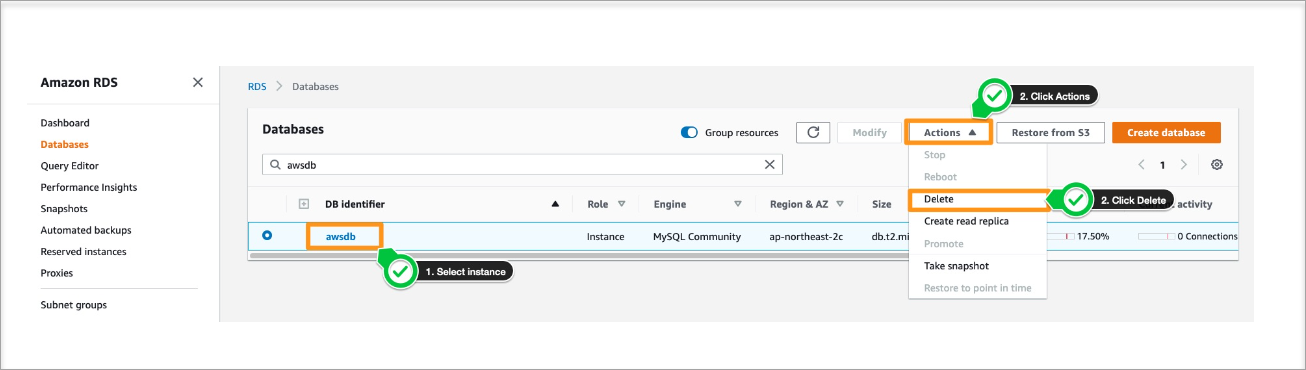 Amazon RDS
Dashboard
Databases
Query Editor
Performance Insights
Snapshots
Automated backups
Reserved instances
Proxies
Subnet groups
RDS > Databases
Databases
Group resources
Modify
Actions
Restore from S3
Create database
2. Click Actions
awsdb
1
Stop
Reboot
Delete
2. Click Delete
Create read replica
Promote
Take snapshot
Restore to point in time
DB identifier Role Engine Region & AZ Size activity
awsdb Instance MySQL Community ap-northeast-2c db.t2.mi 17.50% 0 Connections
1. Select instance